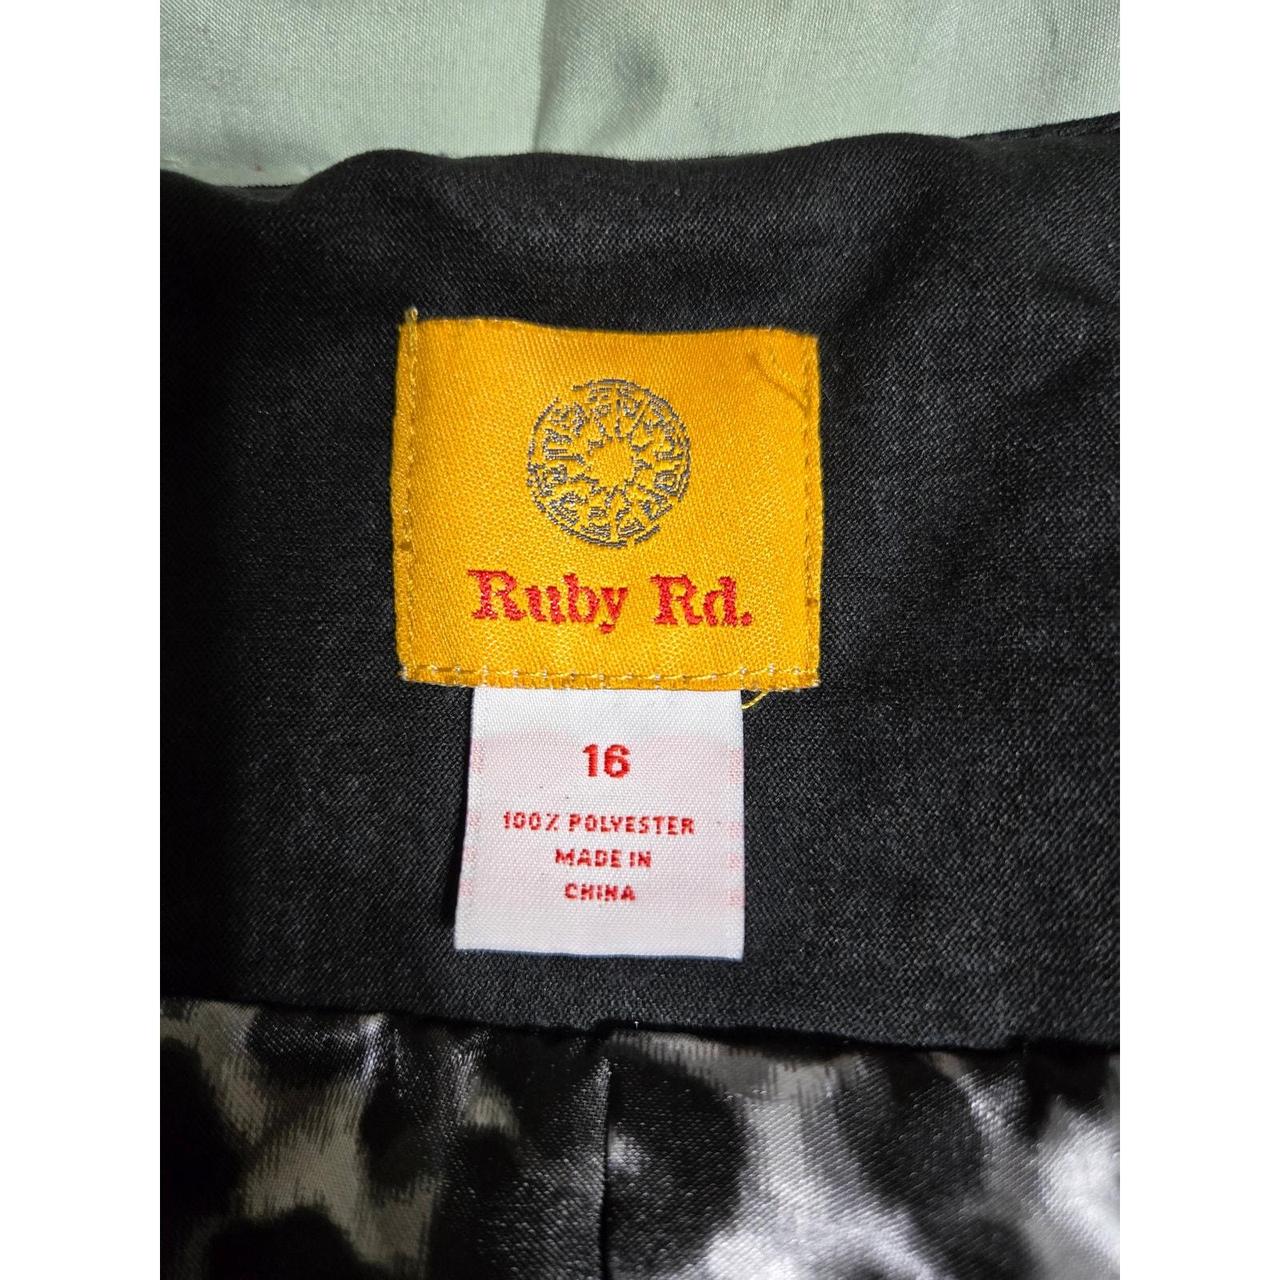 Ruby Rd.
16
100% POLYESTER
MADE IN
CHINA